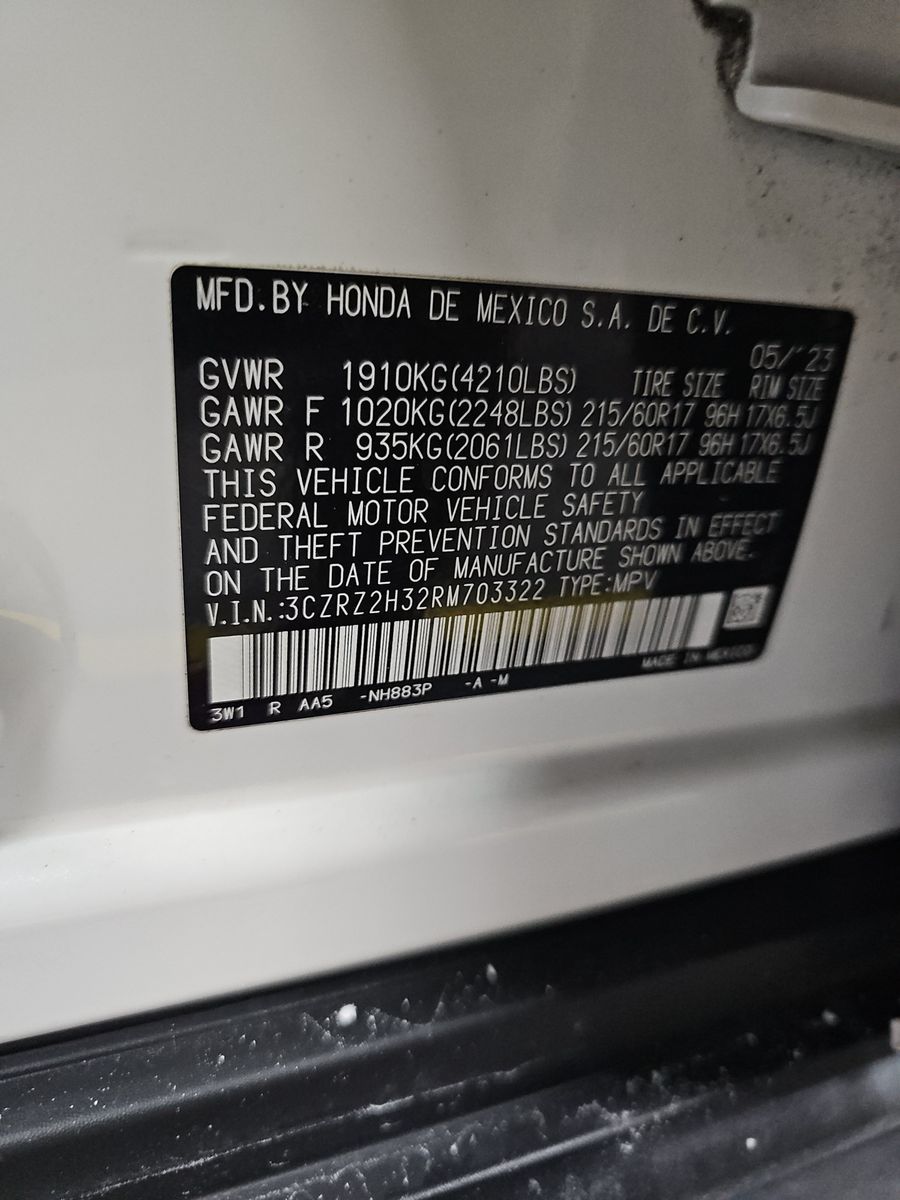 MFD.BY HONDA DE MEXICO S.A. DE C.V.
05/'23
GVWR 1910KG(4210LBS) TIRE SIZE RIM SIZE
GAWR F 1020KG(2248LBS) 215/60R17 96H 17X6.5J
GAWR R 935KG(2061LBS) 215/60R17 96H 17X6.5J
THIS VEHICLE CONFORMS TO ALL APPLICABLE
FEDERAL MOTOR VEHICLE SAFETY
AND THEFT PREVENTION STANDARDS IN EFFECT
ON THE DATE OF MANUFACTURE SHOWN ABOVE.
V.I.N.:3CZRZ2H32RM703322 TYPE:MPV
MADE IN MEXICO
3W1 R AA5 -NH883P -A -M